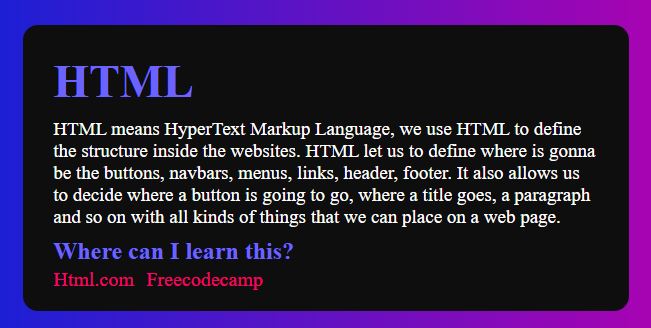 HTML
HTML means HyperText Markup Language, we use HTML to define
the structure inside the websites. HTML let us to define where is gonna
be the buttons, navbars, menus, links, header, footer. It also allows us
to decide where a button is going to go, where a title goes, a paragraph
and so on with all kinds of things that we can place on a web page.
Where can I learn this?
Html.com Freecodecamp